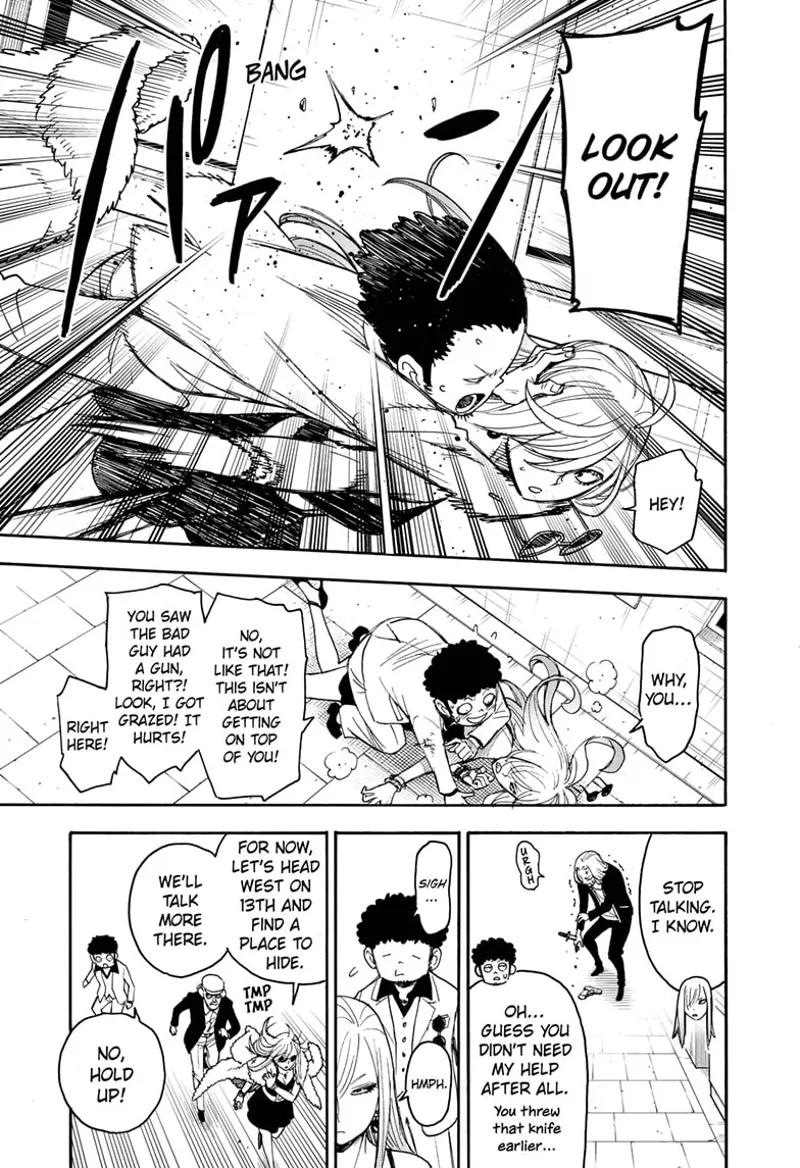 LOOK
OUT!
BANG
パァ
HEY!
WHY,
YOU...
NO,
IT'S NOT
LIKE THAT!
THIS ISN'T
ABOUT
GETTING
ON TOP
OF YOU!
YOU SAW
THE BAD
GUY HAD
A GUN,
RIGHT?!
LOOK, I GOT
GRAZED! IT
HURTS!
RIGHT
HERE!
STOP
TALKING.
I KNOW.
URGH
OH...
GUESS YOU
DIDN'T NEED
MY HELP
AFTER ALL.
You threw
that knife
earlier...
SIGH
...
HMPH.
FOR NOW,
LET'S HEAD
WEST ON
13TH AND
FIND A
PLACE TO
HIDE.
WE'LL
TALK
MORE
THERE.
TMP
TMP
NO,
HOLD
UP!